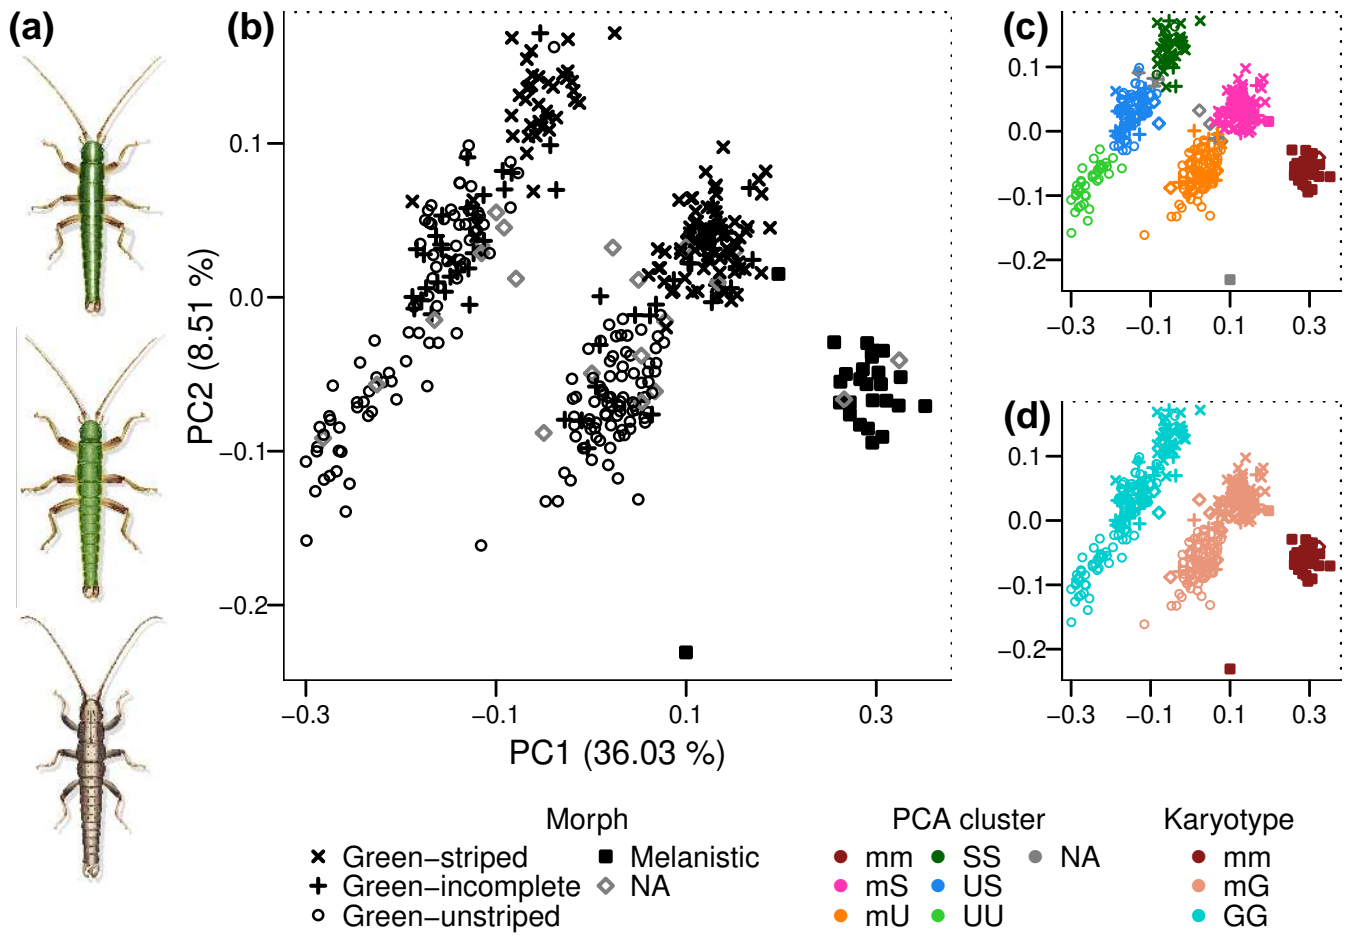 (a)
(b)
0.1
0.0
−0.1
−0.2
PC2 (8.51 %)
−0.3 −0.1 0.1 0.3
PC1 (36.03 %)
(c)
0.1
0.0
−0.1
−0.2
−0.3 −0.1 0.1 0.3
(d)
0.1
0.0
−0.1
−0.2
−0.3 −0.1 0.1 0.3
Morph
Green−striped Melanistic
Green−incomplete NA
Green−unstriped
PCA cluster
mm SS NA
mS US
mU UU
Karyotype
mm
mG
GG